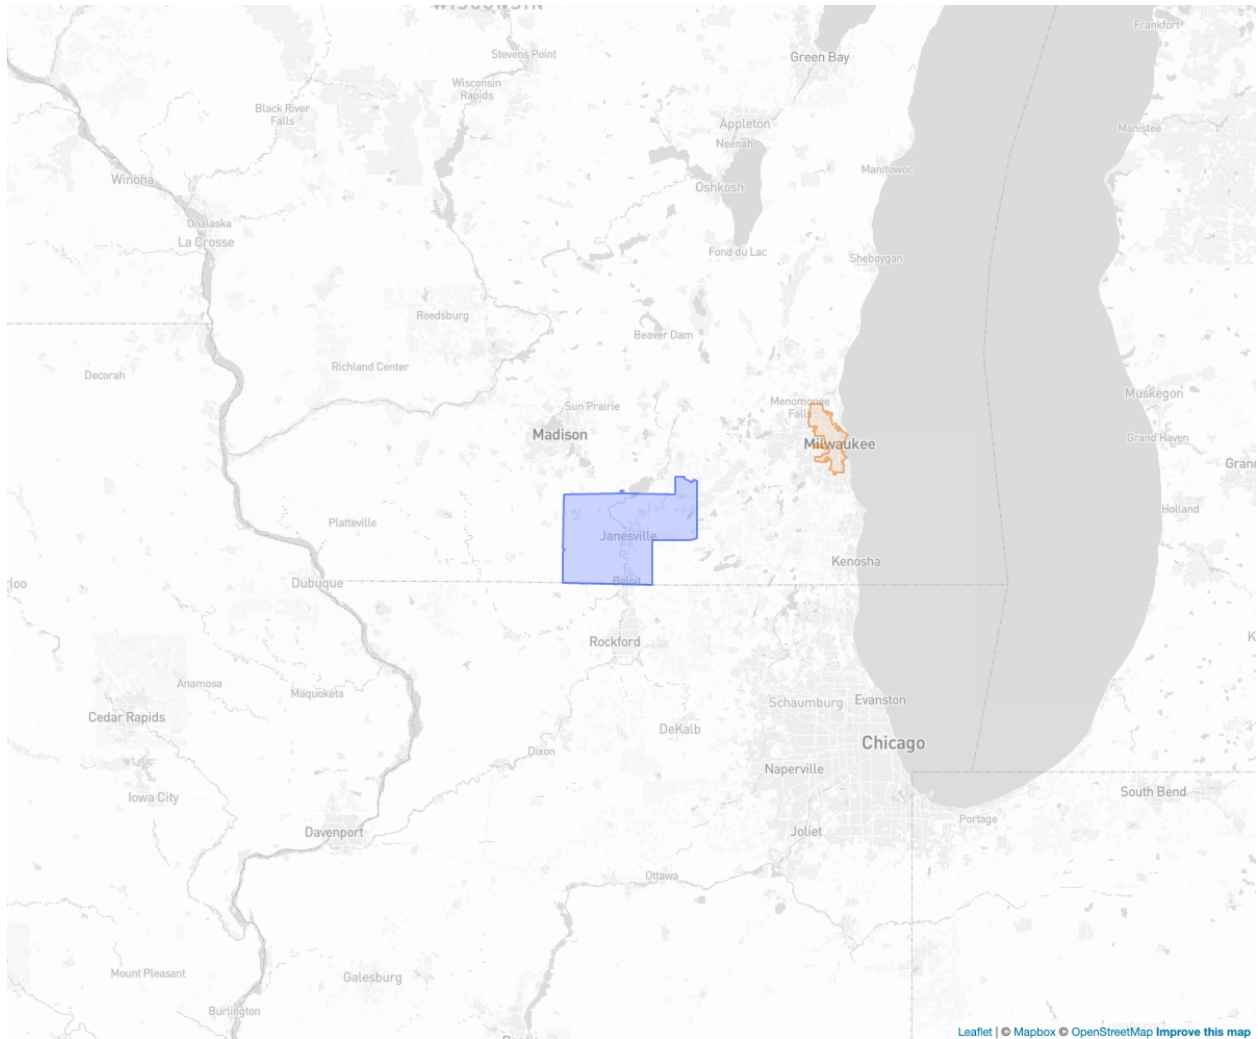 WISCONSIN
Frankfort
Stevens Point
Green Bay
Wisconsin
Rapids
Black River
Falls
Appleton
Manistee
Neenah
Manitowoc
Winona
Oshkosh
Onalaska
La Crosse
Fond du Lac
Sheboygan
Reedsburg
Beaver Dam
Richland Center
Decorah
Muskegon
Menomonee
Falls
Sun Prairie
Madison
Milwaukee
Grand Haven
Gran
Holland
Platteville
Janesville
Kenosha
rloo
Dubuque
Beloit
Rockford
K
Anamosa
Maquoketa
Schaumburg
Evanston
Cedar Rapids
DeKalb
Chicago
Dixon
Naperville
Iowa City
South Bend
Portage
Davenport
Joliet
Ottawa
Mount Pleasant
Galesburg
Burlington
Leaflet | © Mapbox © OpenStreetMap Improve this map